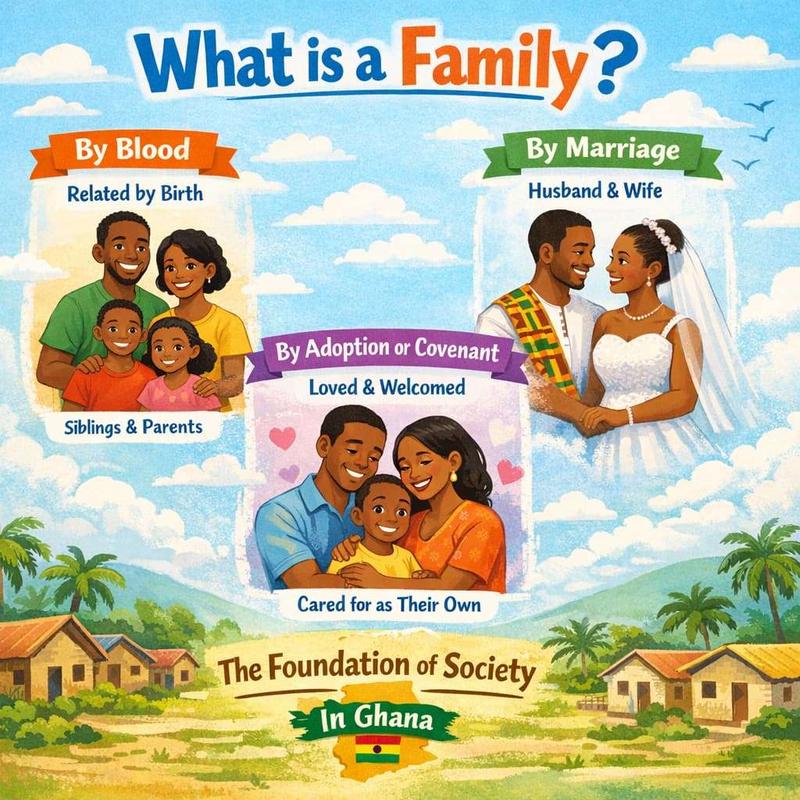 What is a Family?
By Blood
Related by Birth
Siblings & Parents
By Marriage
Husband & Wife
By Adoption or Covenant
Loved & Welcomed
Cared for as Their Own
The Foundation of Society
In Ghana